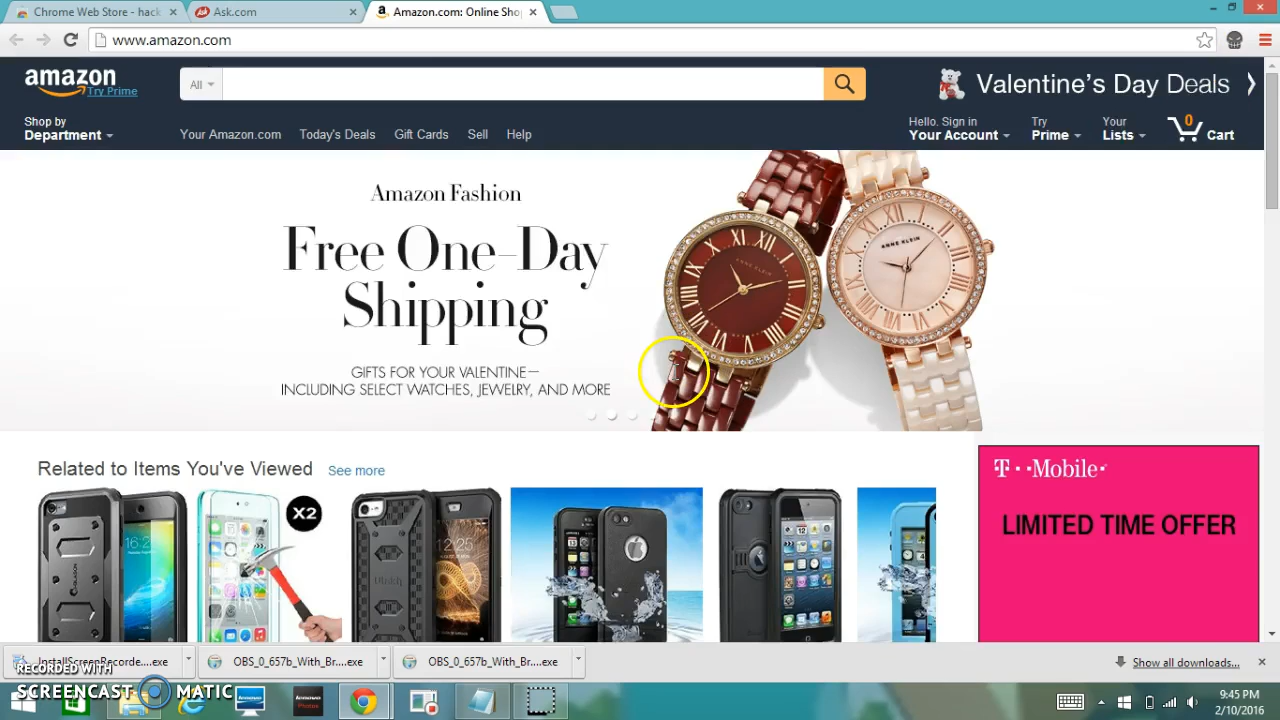 Chrome Web Store - hack
Ask.com
Amazon.com: Online Sho
www.amazon.com
amazon
Try Prime
All
Valentine's Day Deals
Shop by
Department
Your Amazon.com
Today's Deals
Gift Cards
Sell
Help
Hello. Sign in
Your Account
Try
Prime
Your
Lists
0
Cart
Amazon Fashion
Free One-Day
Shipping
GIFTS FOR YOUR VALENTINE—
INCLUDING SELECT WATCHES, JEWELRY, AND MORE
ANNE KLEIN
ANNE KLEIN
Related to Items You've Viewed
See more
X2
T Mobile
LIMITED TIME OFFER
InstallScreenRecorde....exe
OBS_0_657b_With_Br....exe
OBS_0_657b_With_Br....exe
Show all downloads...
RECORDED WITH
SCREENCAST MATIC
9:45 PM
2/10/2016